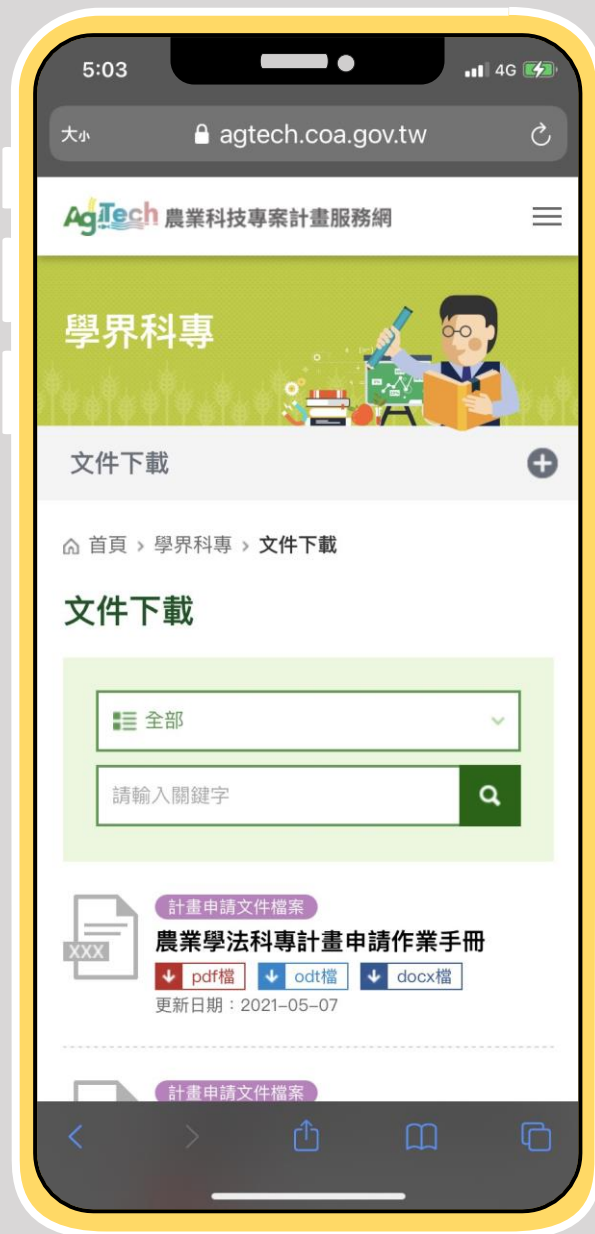 5:03
4G
大小 agtech.coa.gov.tw
AgiTech 農業科技專案計畫服務網
學界科專
文件下載
首頁 > 學界科專 > 文件下載
文件下載
全部
請輸入關鍵字
計畫申請文件檔案
XXX
農業學法科專計畫申請作業手冊
pdf檔 odt檔 docx檔
更新日期：2021-05-07
計畫申請文件檔案